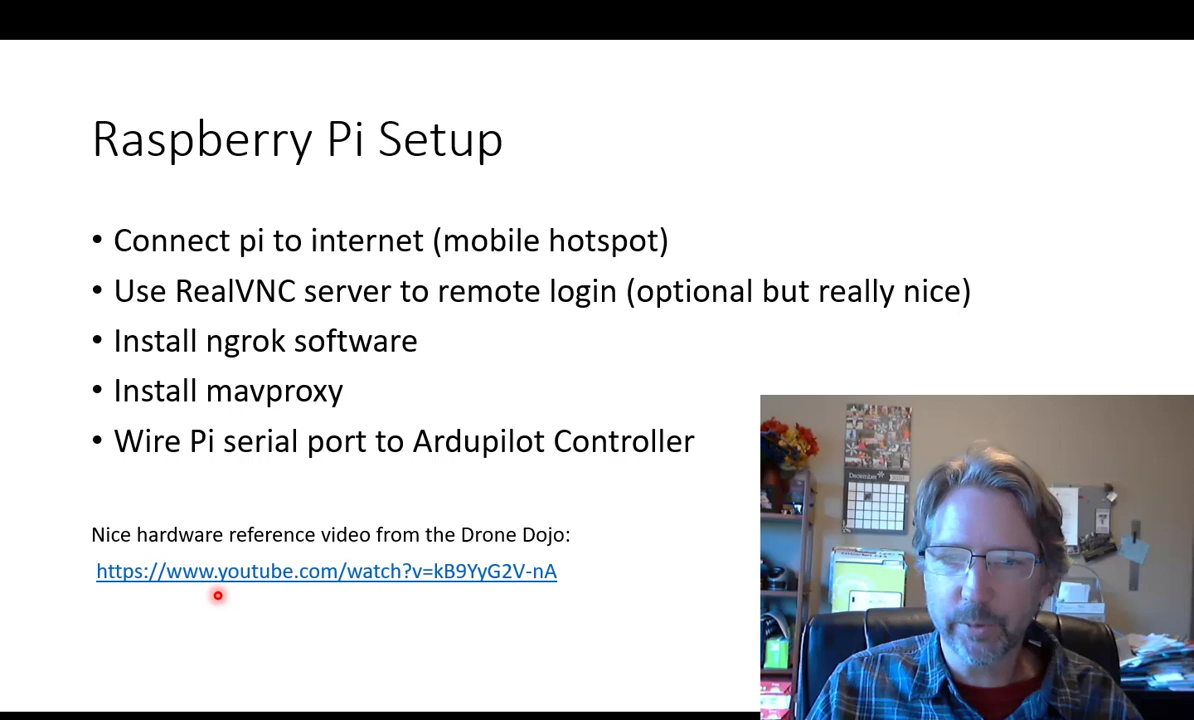 Raspberry Pi Setup
• Connect pi to internet (mobile hotspot)
• Use RealVNC server to remote login (optional but really nice)
• Install ngrok software
• Install mavproxy
• Wire Pi serial port to Ardupilot Controller
Nice hardware reference video from the Drone Dojo:
https://www.youtube.com/watch?v=kB9YyG2V-nA
December